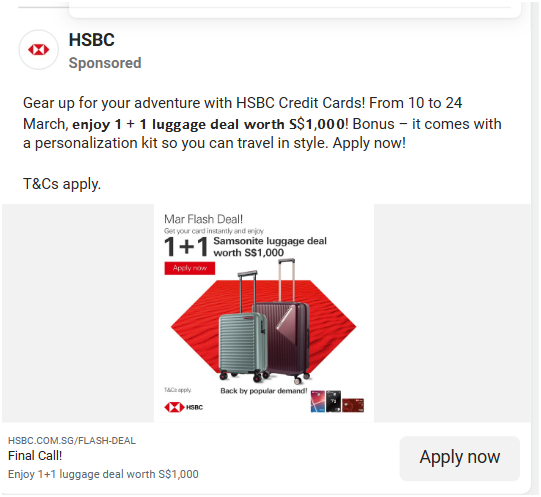 HSBC
Sponsored
Gear up for your adventure with HSBC Credit Cards! From 10 to 24
March, enjoy 1 + 1 luggage deal worth S$1,000! Bonus – it comes with
a personalization kit so you can travel in style. Apply now!
T&Cs apply.
Mar Flash Deal!
Get your card instantly and enjoy
1+1 Samsonite luggage deal
worth S$1,000
Apply now
T&Cs apply.
Back by popular demand!
HSBC
HSBC.COM.SG/FLASH-DEAL
Final Call!
Enjoy 1+1 luggage deal worth S$1,000
Apply now